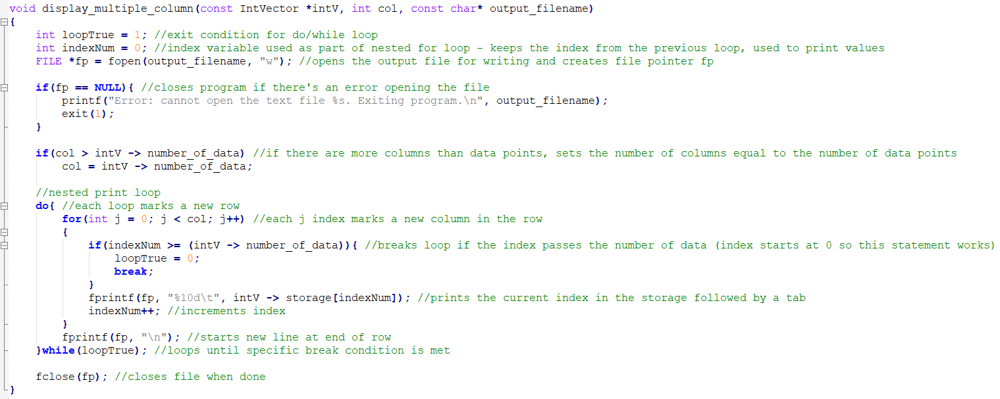 void display_multiple_column(const IntVector *intV, int col, const char* output_filename)
{
    int loopTrue = 1; //exit condition for do/while loop
    int indexNum = 0; //index variable used as part of nested for loop - keeps the index from the previous loop, used to print values
    FILE *fp = fopen(output_filename, "w"); //opens the output file for writing and creates file pointer fp

    if(fp == NULL){ //closes program if there's an error opening the file
        printf("Error: cannot open the text file %s. Exiting program.\n", output_filename);
        exit(1);
    }

    if(col > intV -> number_of_data) //if there are more columns than data points, sets the number of columns equal to the number of data points
        col = intV -> number_of_data;

    //nested print loop
    do{ //each loop marks a new row
        for(int j = 0; j < col; j++) //each j index marks a new column in the row
        {
            if(indexNum >= (intV -> number_of_data)){ //breaks loop if the index passes the number of data (index starts at 0 so this statement works)
                loopTrue = 0;
                break;
            }
            fprintf(fp, "%10d\t", intV -> storage[indexNum]); //prints the current index in the storage followed by a tab
            indexNum++; //increments index
        }
        fprintf(fp, "\n"); //starts new line at end of row
    }while(loopTrue); //loops until specific break condition is met

    fclose(fp); //closes file when done
}